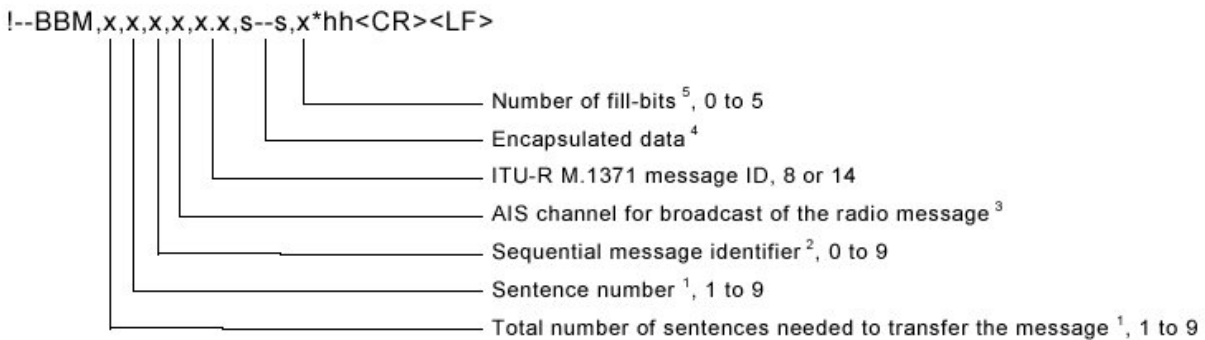 !--BBM,x,x,x,x,x.x,s--s,x*hh<CR><LF>
Number of fill-bits 5, 0 to 5
Encapsulated data 4
ITU-R M.1371 message ID, 8 or 14
AIS channel for broadcast of the radio message 3
Sequential message identifier 2, 0 to 9
Sentence number 1, 1 to 9
Total number of sentences needed to transfer the message 1, 1 to 9